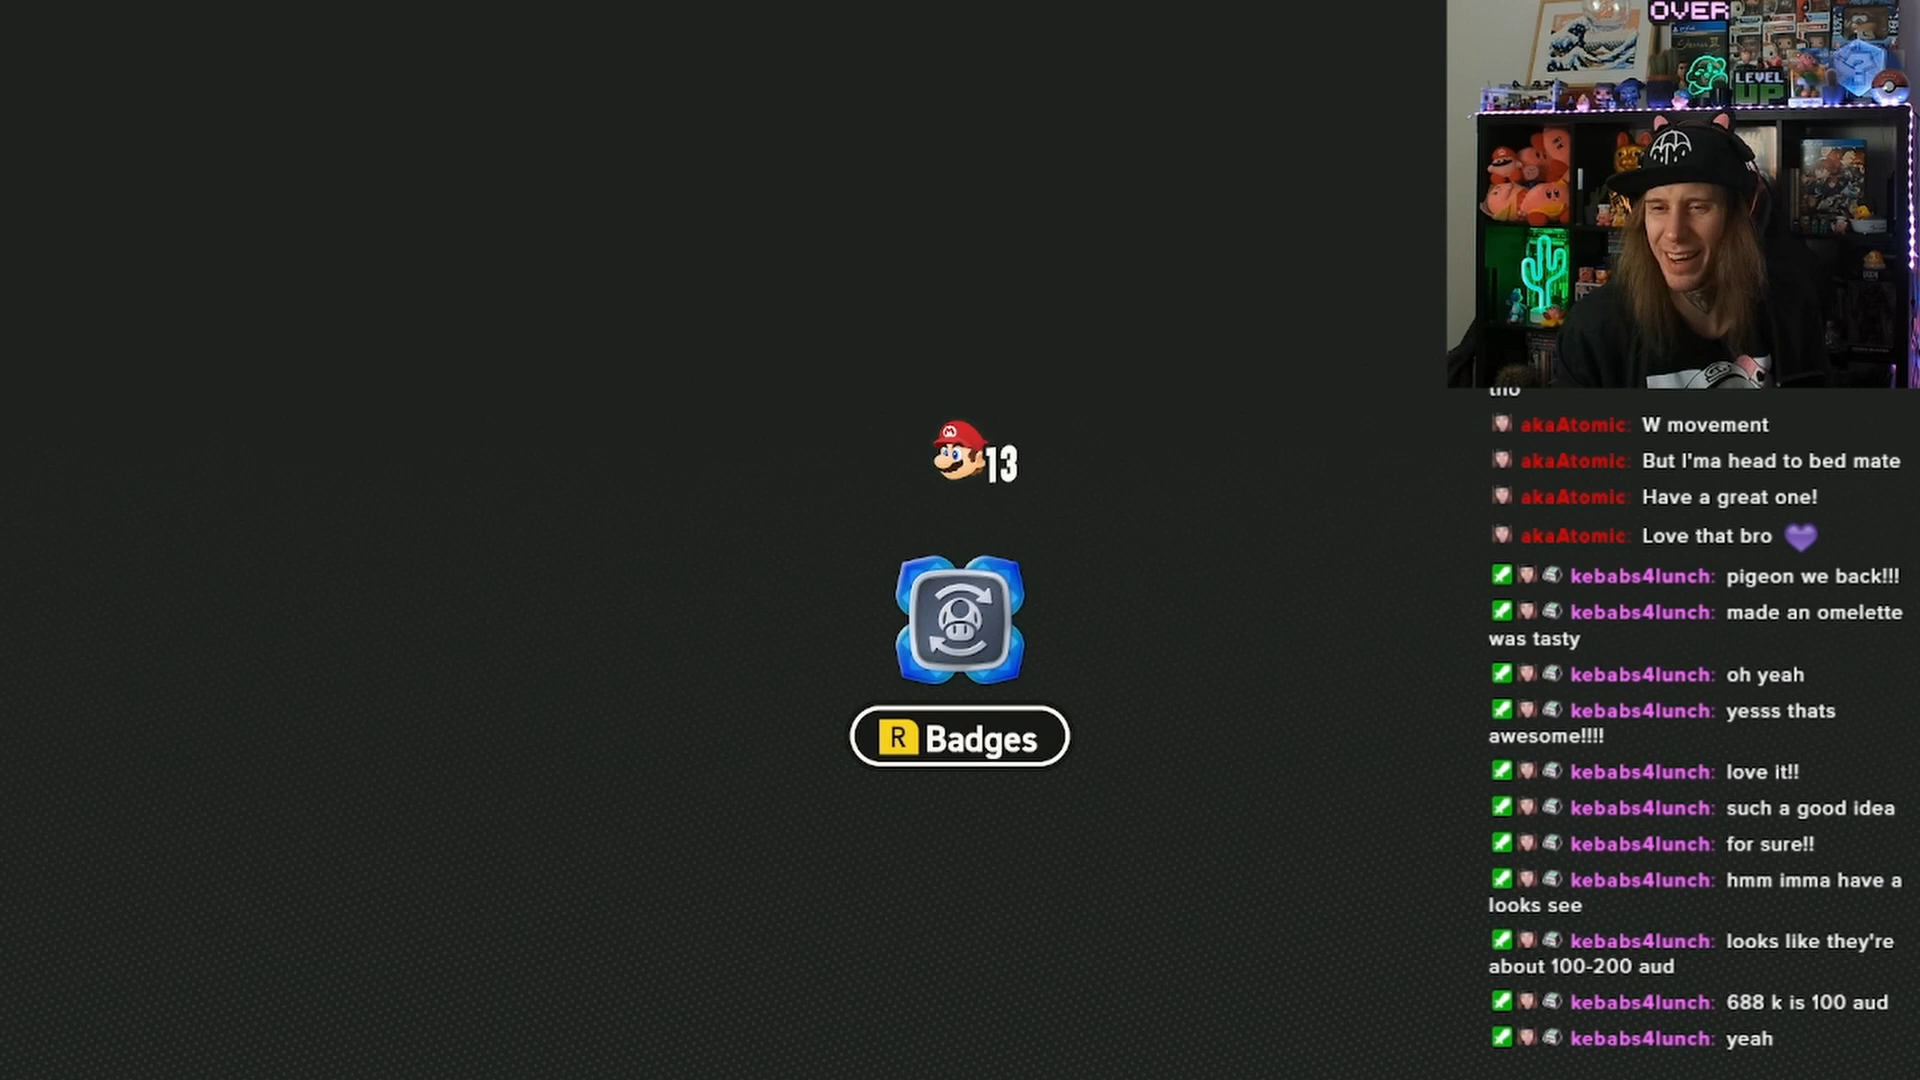 OVER
LEVEL
UP
M
13
R Badges
tho
akaAtomic: W movement
akaAtomic: But I'ma head to bed mate
akaAtomic: Have a great one!
akaAtomic: Love that bro
kebabs4lunch: pigeon we back!!!
kebabs4lunch: made an omelette
was tasty
kebabs4lunch: oh yeah
kebabs4lunch: yesss thats
awesome!!!!
kebabs4lunch: love it!!
kebabs4lunch: such a good idea
kebabs4lunch: for sure!!
kebabs4lunch: hmm imma have a
looks see
kebabs4lunch: looks like they're
about 100-200 aud
kebabs4lunch: 688 k is 100 aud
kebabs4lunch: yeah